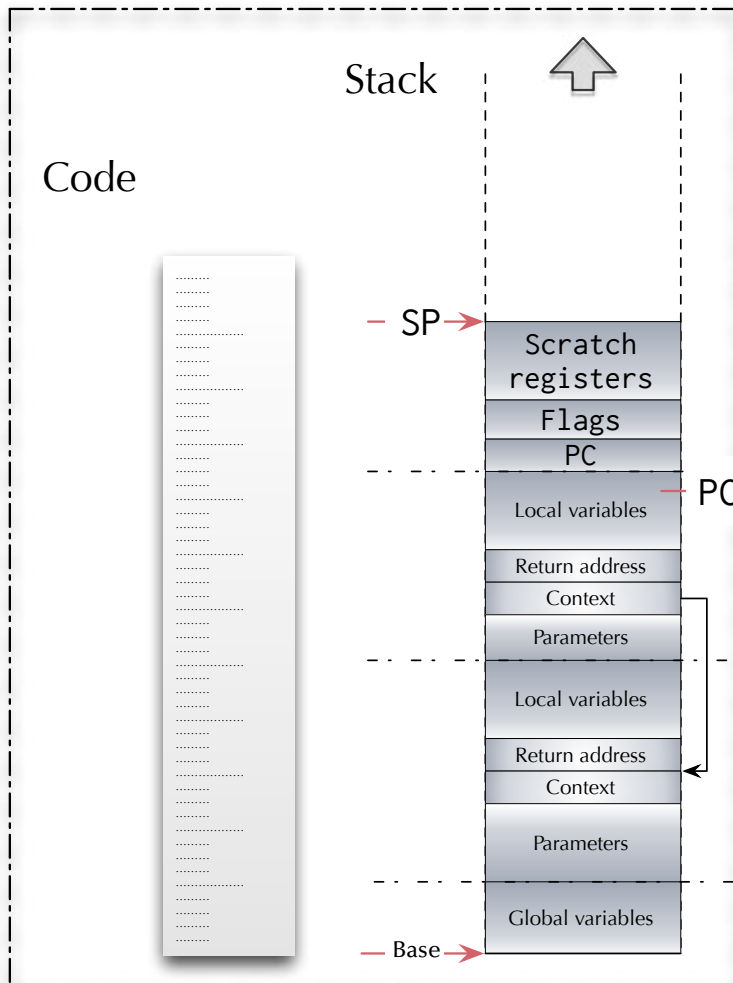 Stack
Code
SP
Scratch
registers
Flags
PC
PC
Local variables
Return address
Context
Parameters
Local variables
Return address
Context
Parameters
Global variables
Base